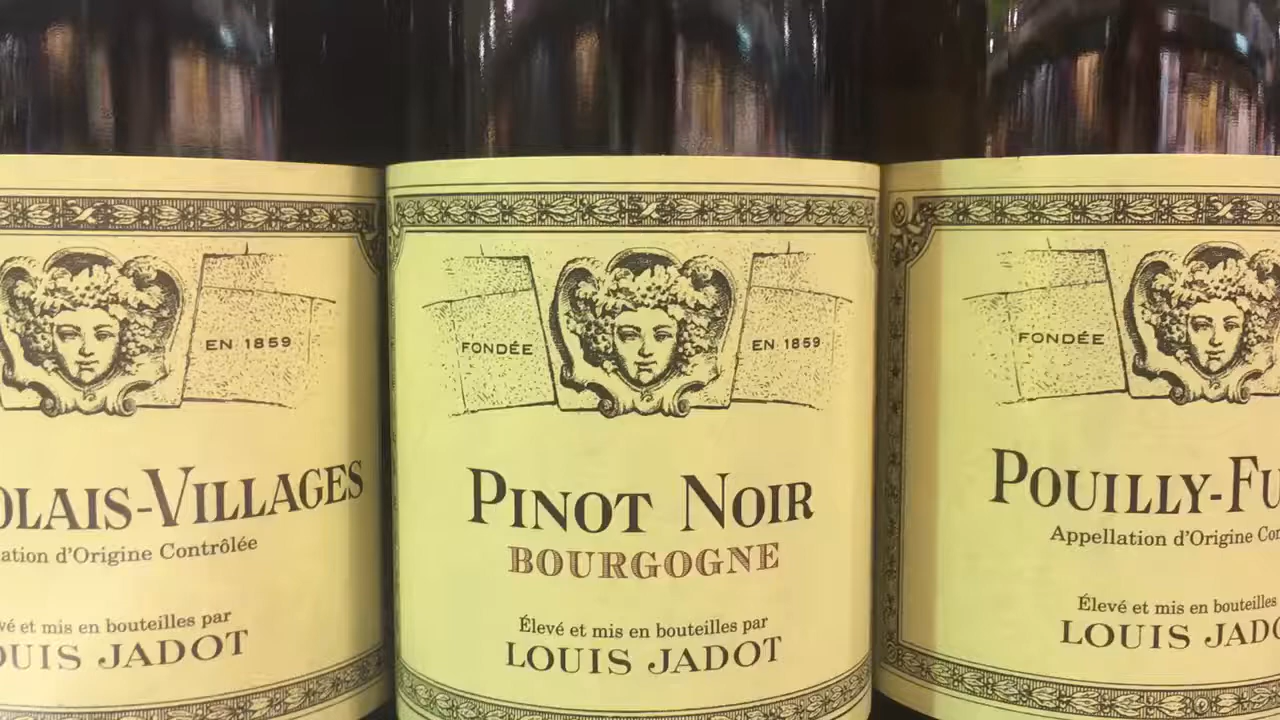 EN 1859
OLAIS-VILLAGES
ation d'Origine Contrôlée
vé et mis en bouteilles par
OUIS JADOT
FONDÉE EN 1859
PINOT NOIR
BOURGOGNE
Élevé et mis en bouteilles par
LOUIS JADOT
FONDÉE
POUILLY-FU
Appellation d'Origine Con
Élevé et mis en bouteilles
LOUIS JADO